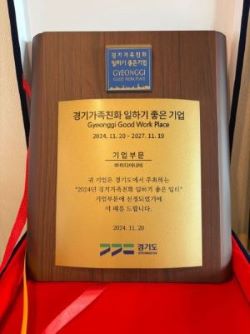 경기가족친화
일하기 좋은기업
GYEONGGI
GOOD WORK PLACE
경기가족친화 일하기 좋은 기업
Gyeonggi Good Work Place
2024. 11. 20 - 2027. 11. 19
기업부문
귀 기업은 경기도에서 주최하는
"2024년 경기가족친화 일하기 좋은 일터"
기업부문에 선정되었기에
이 패를 드립니다.
2024. 11. 20
경기도